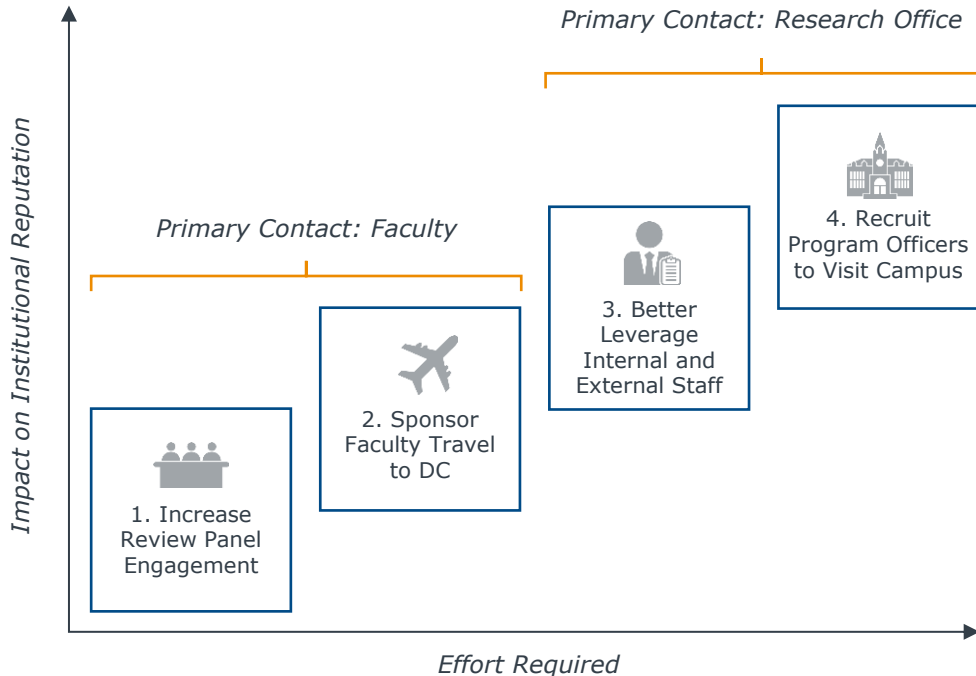 Primary Contact: Research Office
Impact on Institutional Reputation
4. Recruit
Program Officers
to Visit Campus
Primary Contact: Faculty
3. Better
Leverage
Internal and
External Staff
2. Sponsor
Faculty Travel
to DC
1. Increase
Review Panel
Engagement
Effort Required